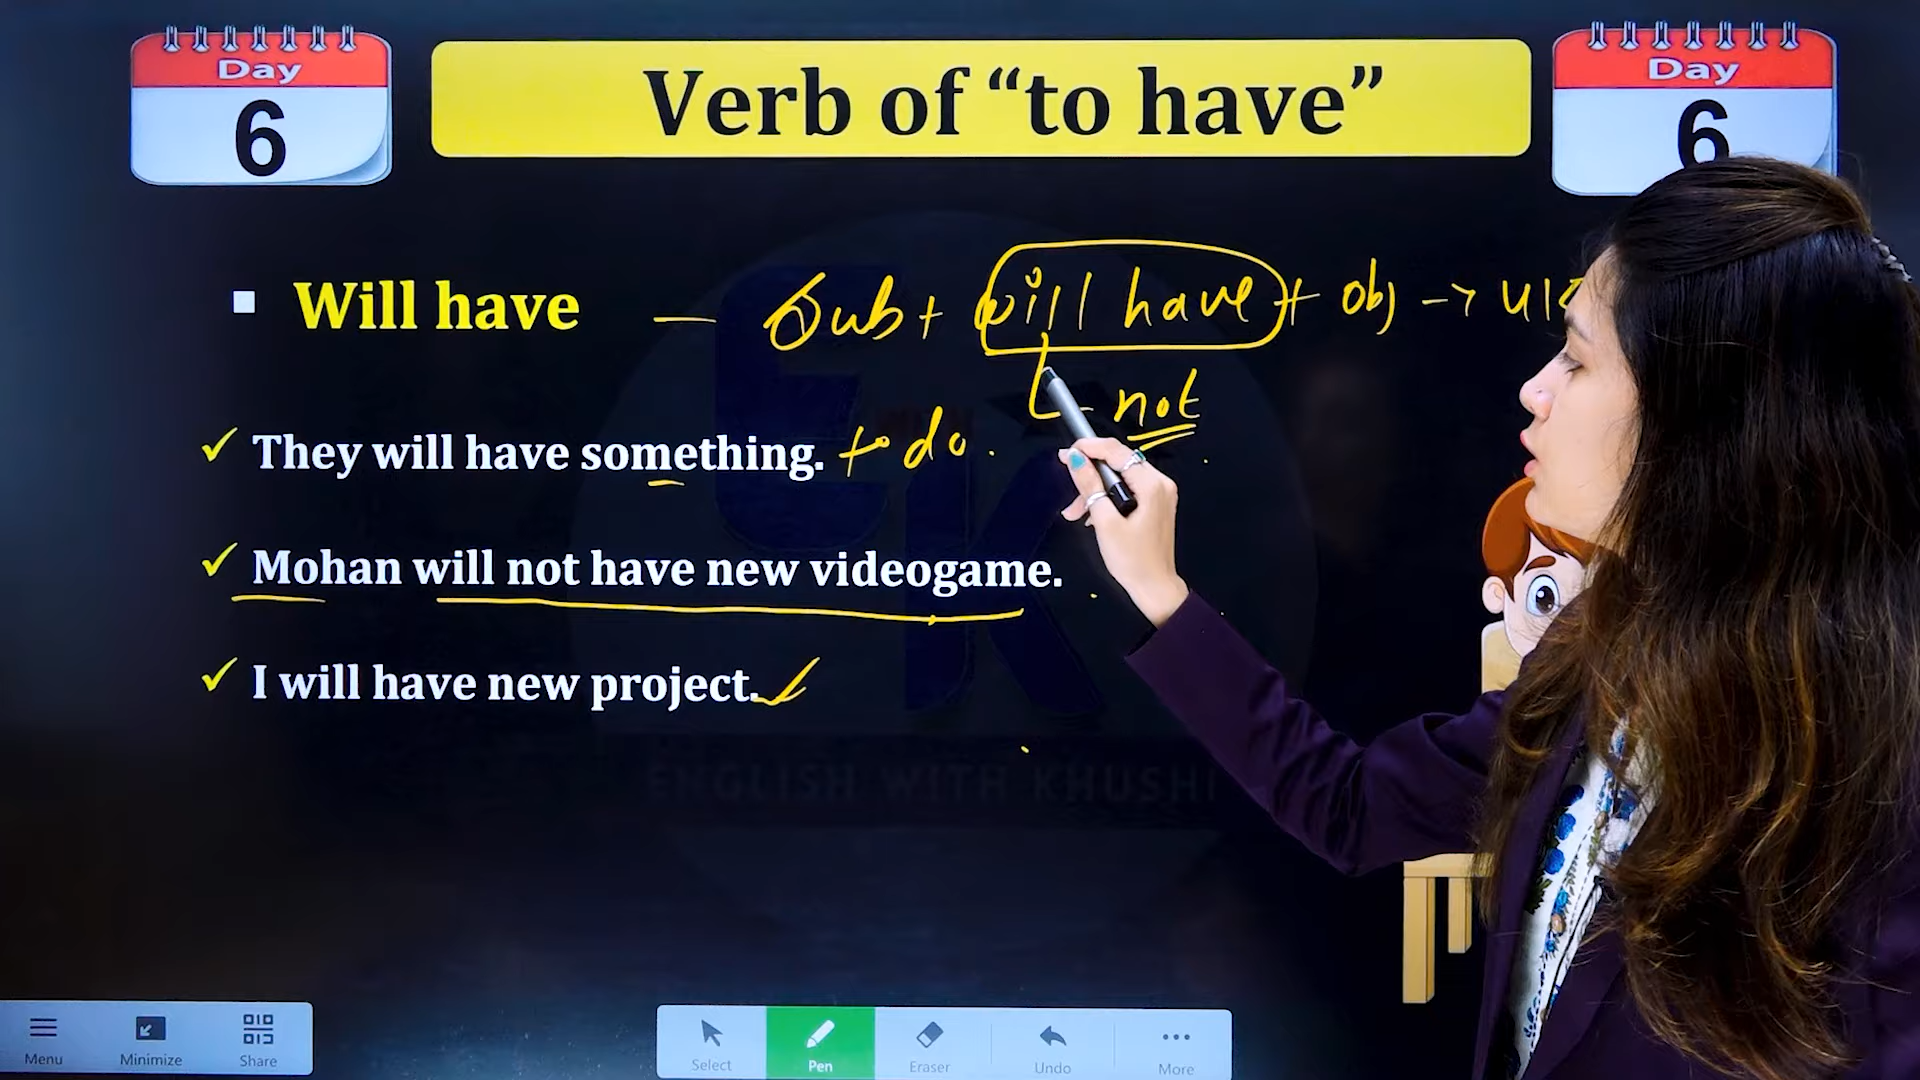 Day
6
Verb of “to have”
Day
6
Will have — Sub + will have + obj →
not
They will have something. to do.
Mohan will not have new videogame.
I will have new project.
ENGLISH WITH KHUSHI
Menu Minimize Share Select Pen Eraser Undo More